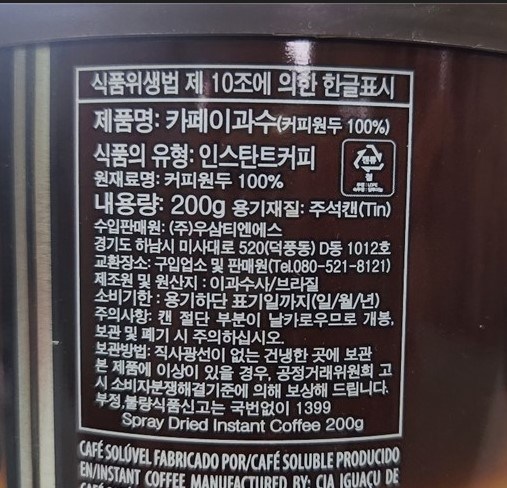 식품위생법 제 10조에 의한 한글표시
제품명: 카페이과수(커피원두 100%)
식품의 유형: 인스탄트커피
원재료명: 커피원두 100%
캔류
철
내용량: 200g 용기재질: 주석캔(Tin)
수입판매원: (주)우삼티엔에스
경기도 하남시 미사대로 520(덕풍동) D동 1012호
교환장소: 구입업소 및 판매원(Tel.080-521-8121)
제조원 및 원산지 : 이과수사/브라질
소비기한 : 용기하단 표기일까지(일/월/년)
주의사항: 캔 절단 부분이 날카로우므로 개봉,
보관 및 폐기 시 주의하십시오.
보관방법: 직사광선이 없는 건냉한 곳에 보관
본 제품에 이상이 있을 경우, 공정거래위원회 고
시 소비자분쟁해결기준에 의해 보상해 드립니다.
부정,불량식품신고는 국번없이 1399
Spray Dried Instant Coffee 200g
CAFÉ SOLÚVEL FABRICADO POR/CAFÉ SOLUBLE PRODUCIDO
EN/INSTANT COFFEE MANUFACTURED BY: CIA IGUAÇU DE